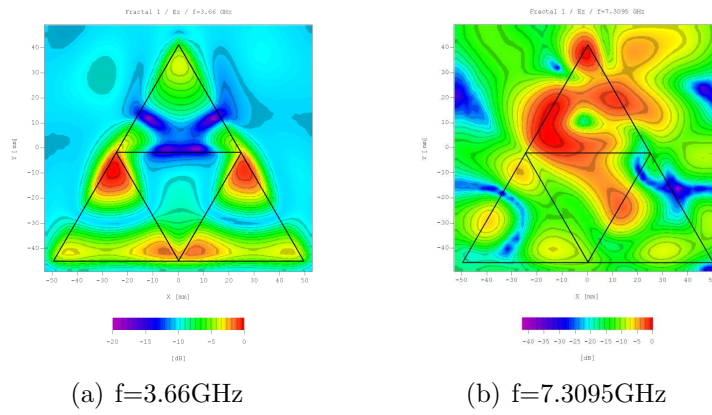 Fractal 1 / Ez / f=3.66 GHz
40
30
20
10
0
-10
-20
-30
-40
Y [mm]
-50 -40 -30 -20 -10 0 10 20 30 40 50
X [mm]
-20 -15 -10 -5 0
[dB]
(a) f=3.66GHz
Fractal 1 / Ez / f=7.3095 GHz
40
30
20
10
0
-10
-20
-30
-40
Y [mm]
-50 -40 -30 -20 -10 0 10 20 30 40 50
X [mm]
-40 -35 -30 -25 -20 -15 -10 -5 0
[dB]
(b) f=7.3095GHz